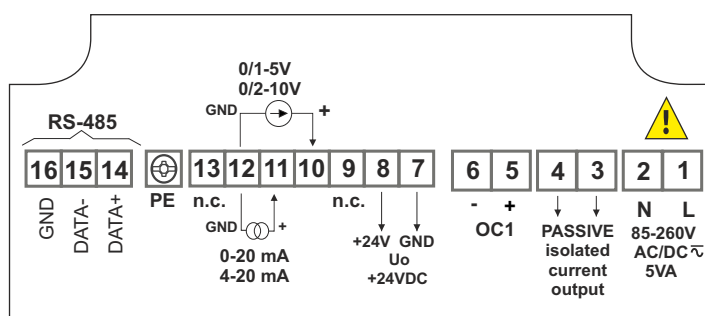 0/1-5V
0/2-10V
GND +
RS-485
16 15 14 13 12 11 10 9 8 7 6 5 4 3 2 1
GND
DATA-
DATA+
PE
n.c.
GND +
0-20 mA
4-20 mA
n.c.
+24V GND
Uo
+24VDC
- +
OC1
PASSIVE
isolated
current
output
N L
85-260V
AC/DC
5VA